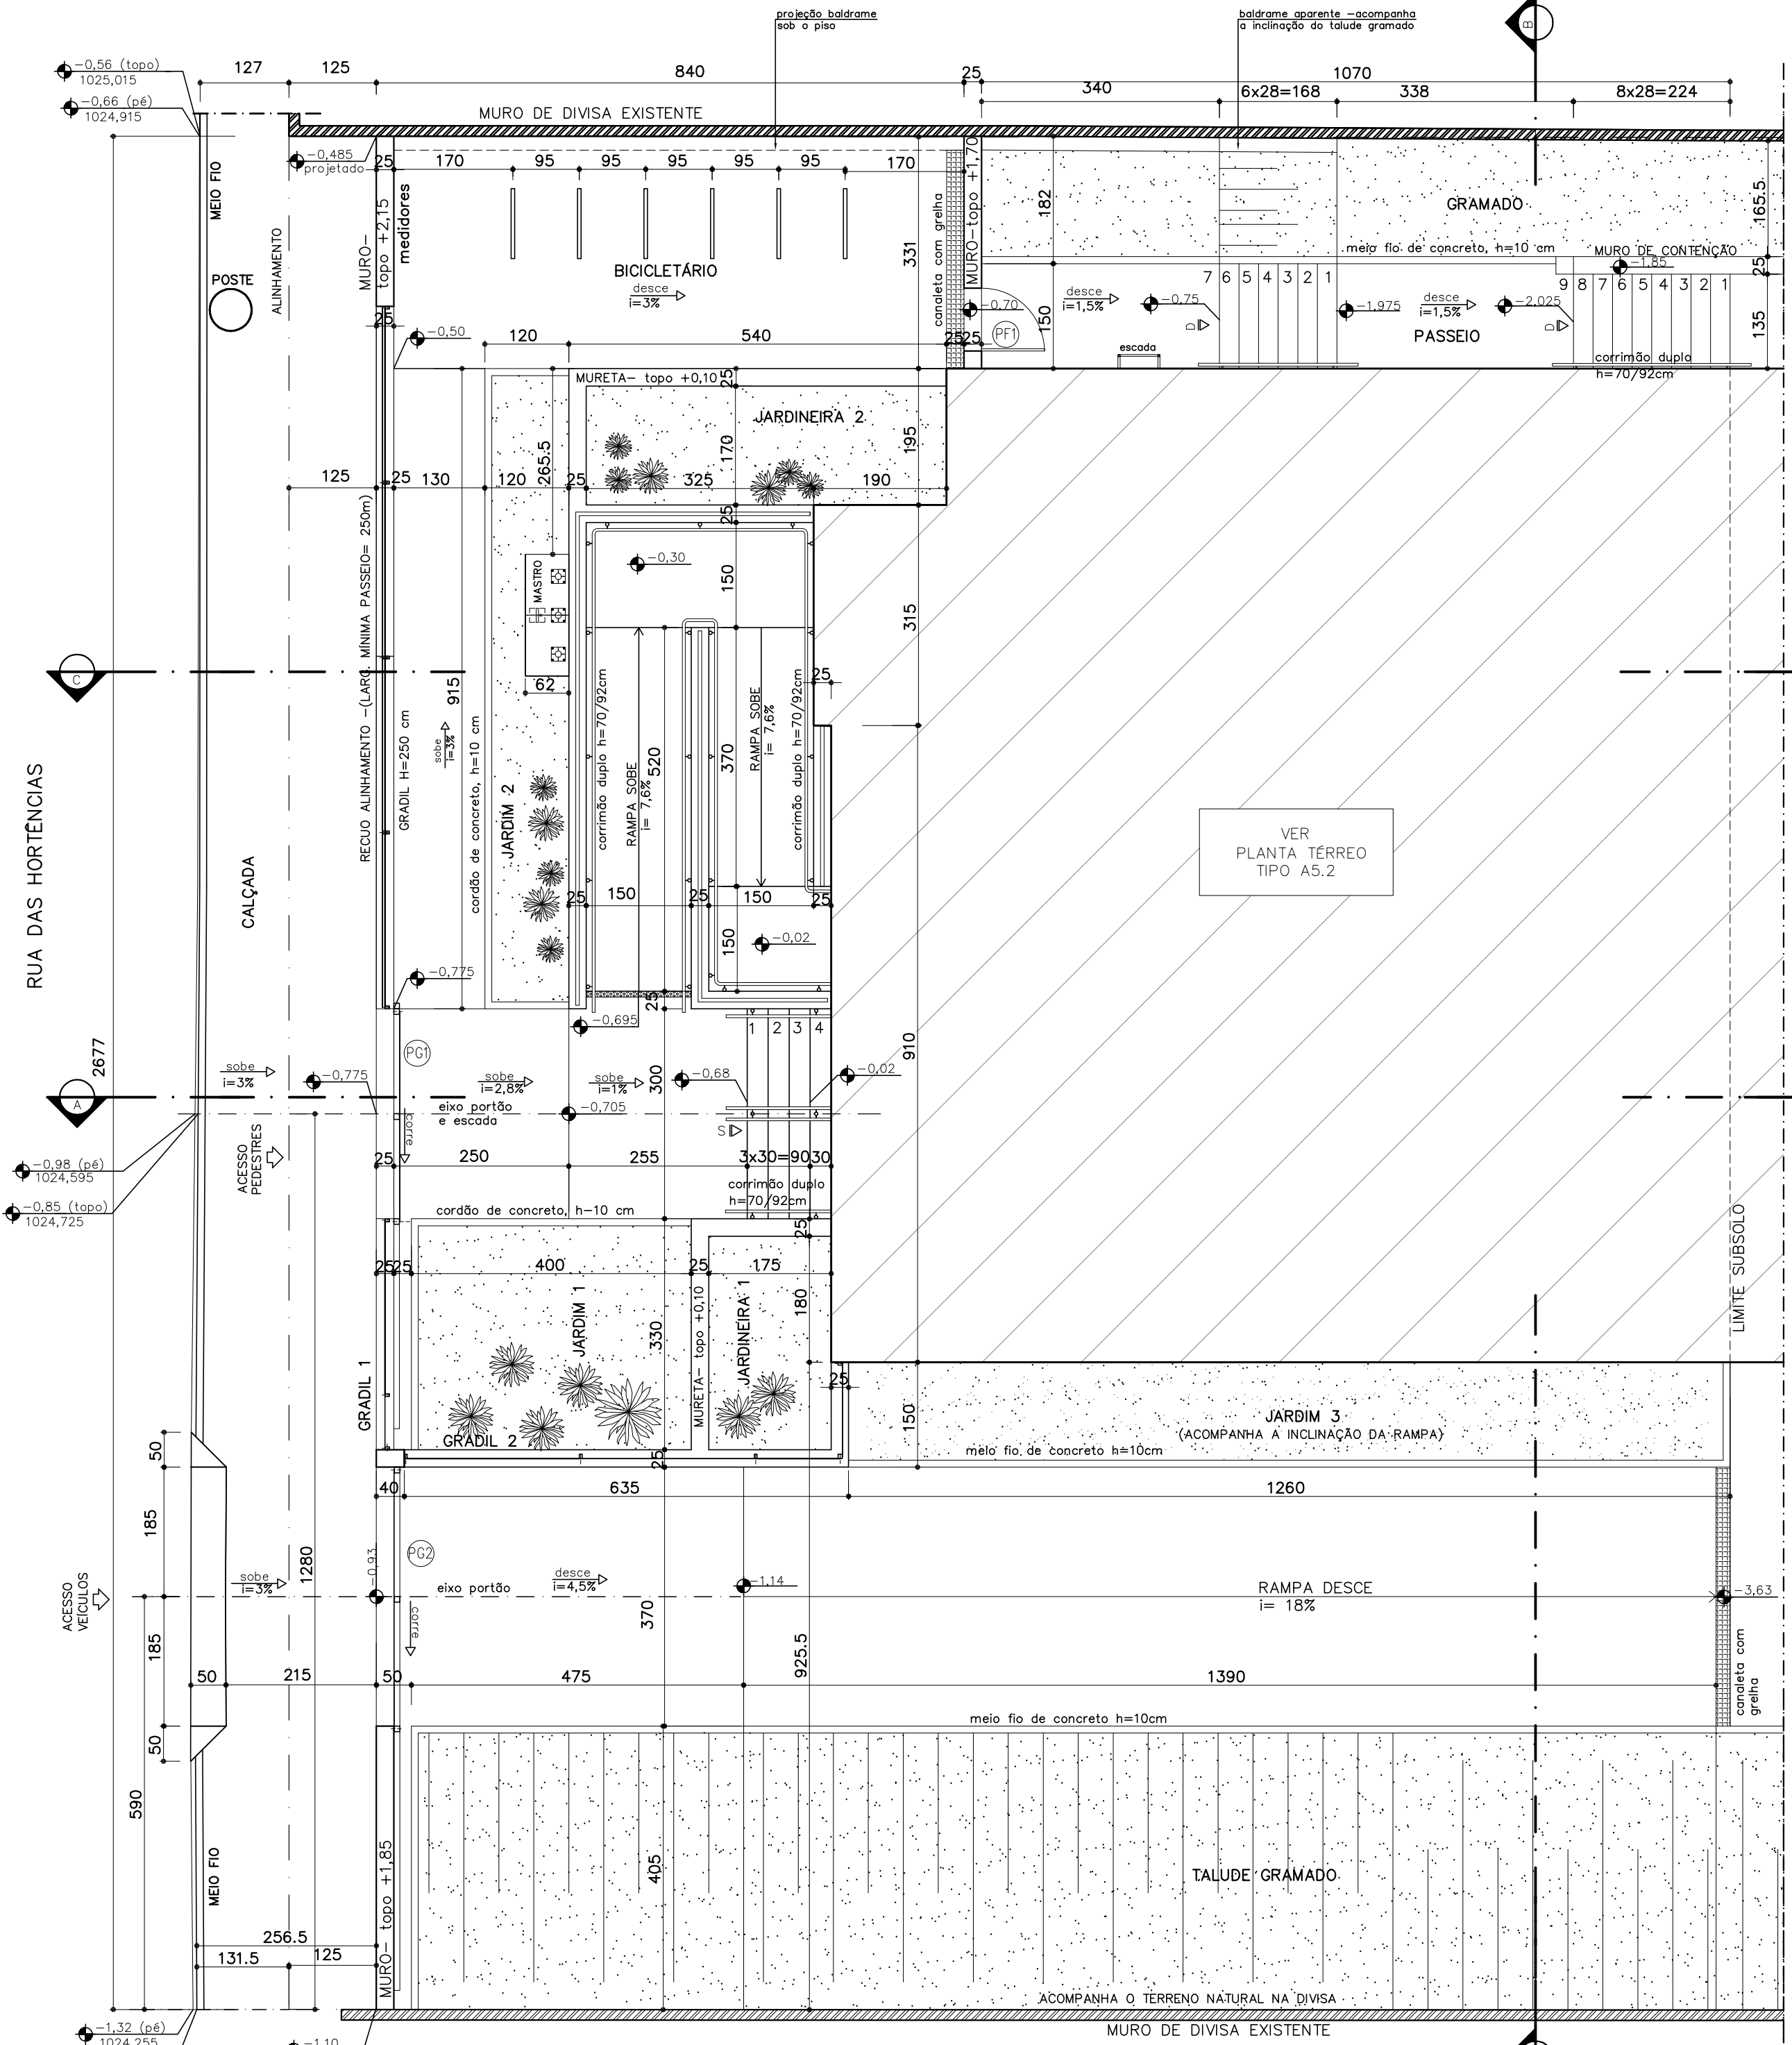 projeção baldrame
sob o piso
baldrame aparente -acompanha
a inclinação do talude gramado
B
-0,56 (topo)
1025,015
-0,66 (pé)
1024,915
127
125
840
25
1070
340
6x28=168
338
8x28=224
MURO DE DIVISA EXISTENTE
-0,485
projetado
25
170
95
95
95
95
95
170
MEIO FIO
ALINHAMENTO
POSTE
MURO-
topo +2,15
medidores
BICICLETÁRIO
desce
i=3%
331
canaleta com grelha
MURO-topo +1,70
182
GRAMADO
165.5
meio fio de concreto, h=10 cm
MURO DE CONTENÇÃO
-1,85
25
7 6 5 4 3 2 1
9 8 7 6 5 4 3 2 1
-0,70
desce
i=1,5%
-0,75
-1,975
desce
i=1,5%
-2,025
PF1
150
D
D
PASSEIO
135
escada
corrimão duplo
h=70/92cm
25
-0,50
120
540
25
25
MURETA- topo +0,10
25
JARDINEIRA 2
265.5
170
195
125
25
130
120
25
325
190
25
-0,30
MASTRO
150
315
C
62
25
RECUO ALINHAMENTO -(LARG. MÍNIMA PASSEIO= 250m)
GRADIL H=250 cm
915
sobe
i=3%
cordão de concreto, h=10 cm
JARDIM 2
corrimão duplo h=70/92cm
RAMPA SOBE
i= 7,6%
520
370
RAMPA SOBE
i= 7,6%
corrimão duplo h=70/92cm
RUA DAS HORTÊNCIAS
CALÇADA
VER
PLANTA TÉRREO
TIPO A5.2
25
150
25
150
25
150
-0,02
-0,775
25
-0,695
1 2 3 4
910
2677
PG1
sobe
i=3%
-0,775
sobe
i=2,8%
sobe
i=1%
300
-0,68
-0,02
A
eixo portão
e escada
-0,705
corre
S
ACESSO
PEDESTRES
-0,98 (pé)
1024,595
-0,85 (topo)
1024,725
25
250
255
3x30=90
30
corrimão duplo
h=70/92cm
cordão de concreto, h-10 cm
25
LIMITE SUBSOLO
25
25
400
25
175
JARDIM 1
330
MURETA- topo +0,10
JARDINEIRA 1
180
GRADIL 1
25
GRADIL 2
25
150
JARDIM 3
(ACOMPANHA A INCLINAÇÃO DA RAMPA)
meio fio de concreto h=10cm
50
40
635
1260
185
1280
-0,93
PG2
ACESSO
VEÍCULOS
sobe
i=3%
eixo portão
desce
i=4,5%
-1,14
RAMPA DESCE
i= 18%
-3,63
corre
370
925.5
185
50
215
50
475
1390
canaleta com
grelha
50
meio fio de concreto h=10cm
590
MEIO FIO
MURO- topo +1,85
405
TALUDE GRAMADO
256.5
131.5
125
ACOMPANHA O TERRENO NATURAL NA DIVISA
MURO DE DIVISA EXISTENTE
-1,32 (pé)
1024,255
-1,10